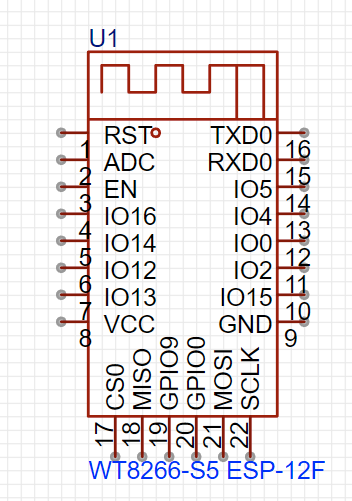 U1
RST TXD0
1 16
ADC RXD0
2 15
EN IO5
3 14
IO16 IO4
4 13
IO14 IO0
5 12
IO12 IO2
6 11
IO13 IO15
7 10
VCC GND
8 9
CS0 MISO GPIO9 GPIO0 MOSI SCLK
17 18 19 20 21 22
WT8266-S5 ESP-12F